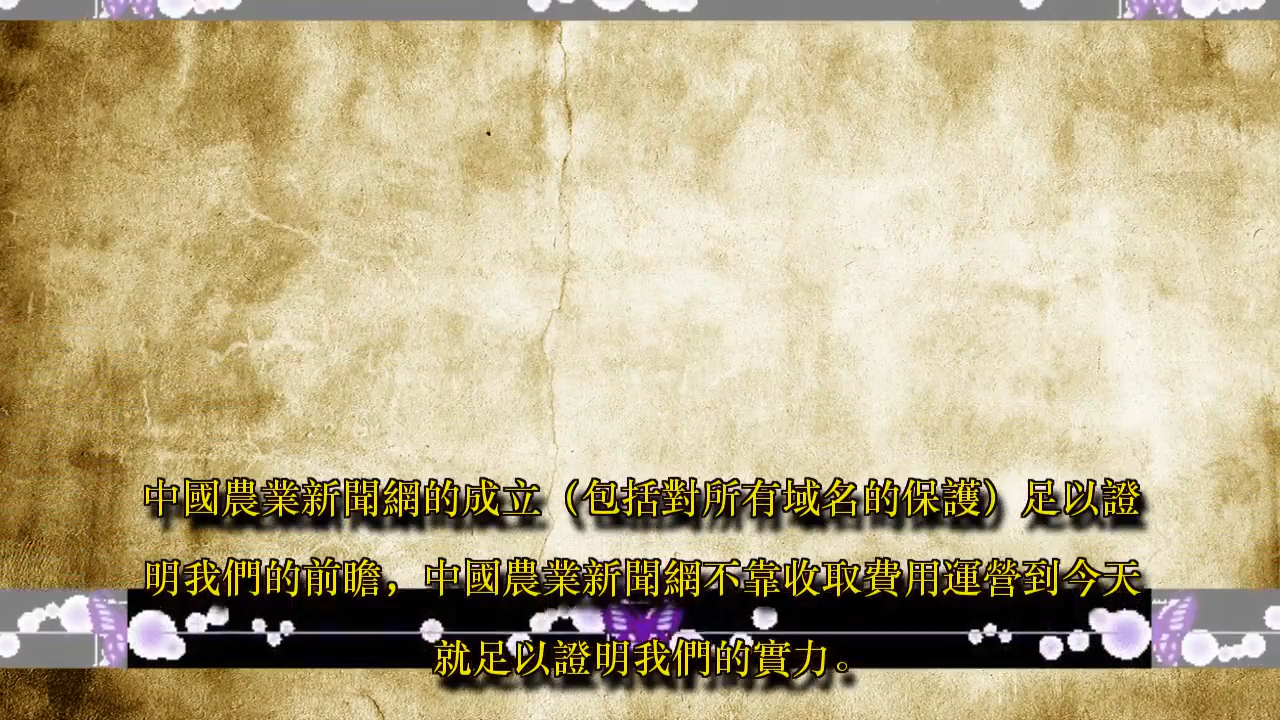 中國農業新聞網的成立（包括對所有域名的保護）足以證
明我們的前瞻，中國農業新聞網不靠收取費用運營到今天
就足以證明我們的實力。